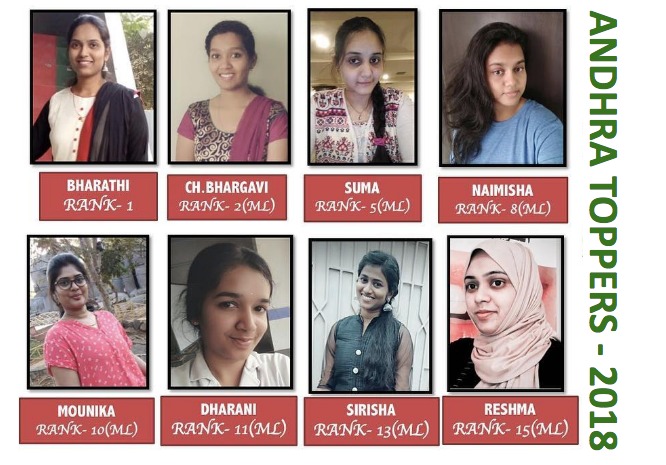 BHARATHI
RANK- 1
CH.BHARGAVI
RANK- 2(ML)
SUMA
RANK- 5(ML)
NAIMISHA
RANK- 8(ML)
MOUNIKA
RANK- 10(ML)
DHARANI
RANK- 11(ML)
SIRISHA
RANK- 13(ML)
RESHMA
RANK- 15(ML)
ANDHRA TOPPERS - 2018